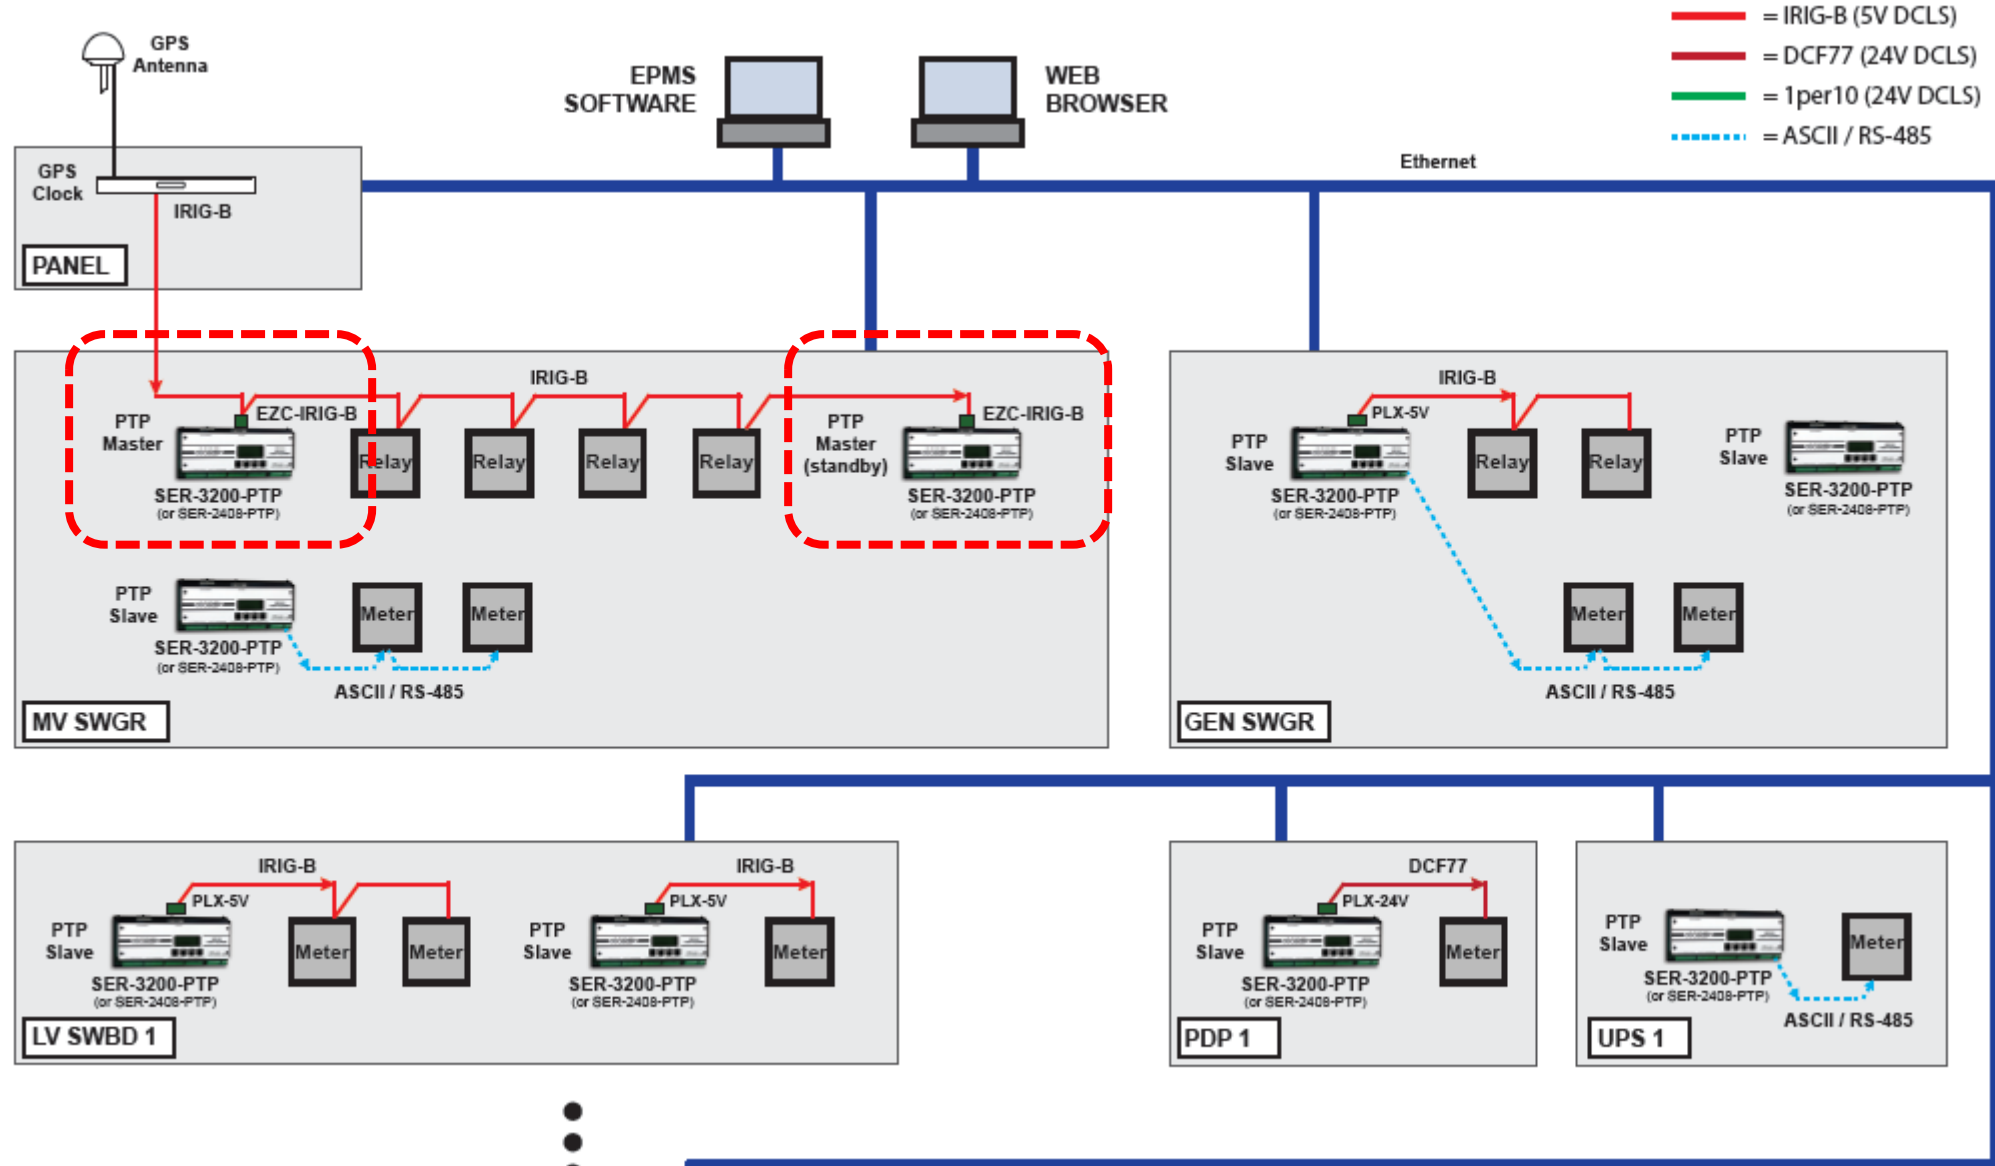 = IRIG-B (5V DCLS)
= DCF77 (24V DCLS)
= 1per10 (24V DCLS)
= ASCII / RS-485
GPS
Antenna
EPMS
SOFTWARE
WEB
BROWSER
Ethernet
GPS
Clock
IRIG-B
PANEL
IRIG-B
PTP
Master
EZC-IRIG-B
SER-3200-PTP
(or SER-2408-PTP)
Relay
Relay
Relay
Relay
PTP
Master
(standby)
EZC-IRIG-B
SER-3200-PTP
(or SER-2408-PTP)
PTP
Slave
SER-3200-PTP
(or SER-2408-PTP)
Meter
Meter
ASCII / RS-485
MV SWGR
IRIG-B
PLX-5V
PTP
Slave
SER-3200-PTP
(or SER-2408-PTP)
Relay
Relay
PTP
Slave
SER-3200-PTP
(or SER-2408-PTP)
Meter
Meter
ASCII / RS-485
GEN SWGR
IRIG-B
PLX-5V
PTP
Slave
SER-3200-PTP
(or SER-2408-PTP)
Meter
Meter
IRIG-B
PLX-5V
PTP
Slave
SER-3200-PTP
(or SER-2408-PTP)
Meter
LV SWBD 1
DCF77
PLX-24V
PTP
Slave
SER-3200-PTP
(or SER-2408-PTP)
Meter
PDP 1
PTP
Slave
SER-3200-PTP
(or SER-2408-PTP)
Meter
ASCII / RS-485
UPS 1